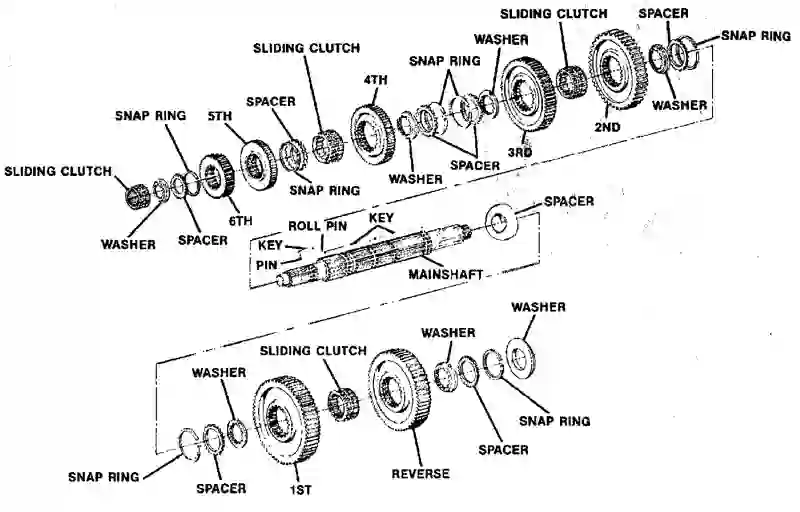 SLIDING CLUTCH
SPACER
SNAP RING
WASHER
SLIDING CLUTCH
SNAP RING
4TH
SPACER
SNAP RING
5TH
WASHER
2ND
3RD
SPACER
WASHER
SNAP RING
SLIDING CLUTCH
6TH
SPACER
WASHER
SPACER
KEY
ROLL PIN
KEY
PIN
MAINSHAFT
WASHER
WASHER
SLIDING CLUTCH
WASHER
SNAP RING
SPACER
REVERSE
SNAP RING
SPACER
1ST